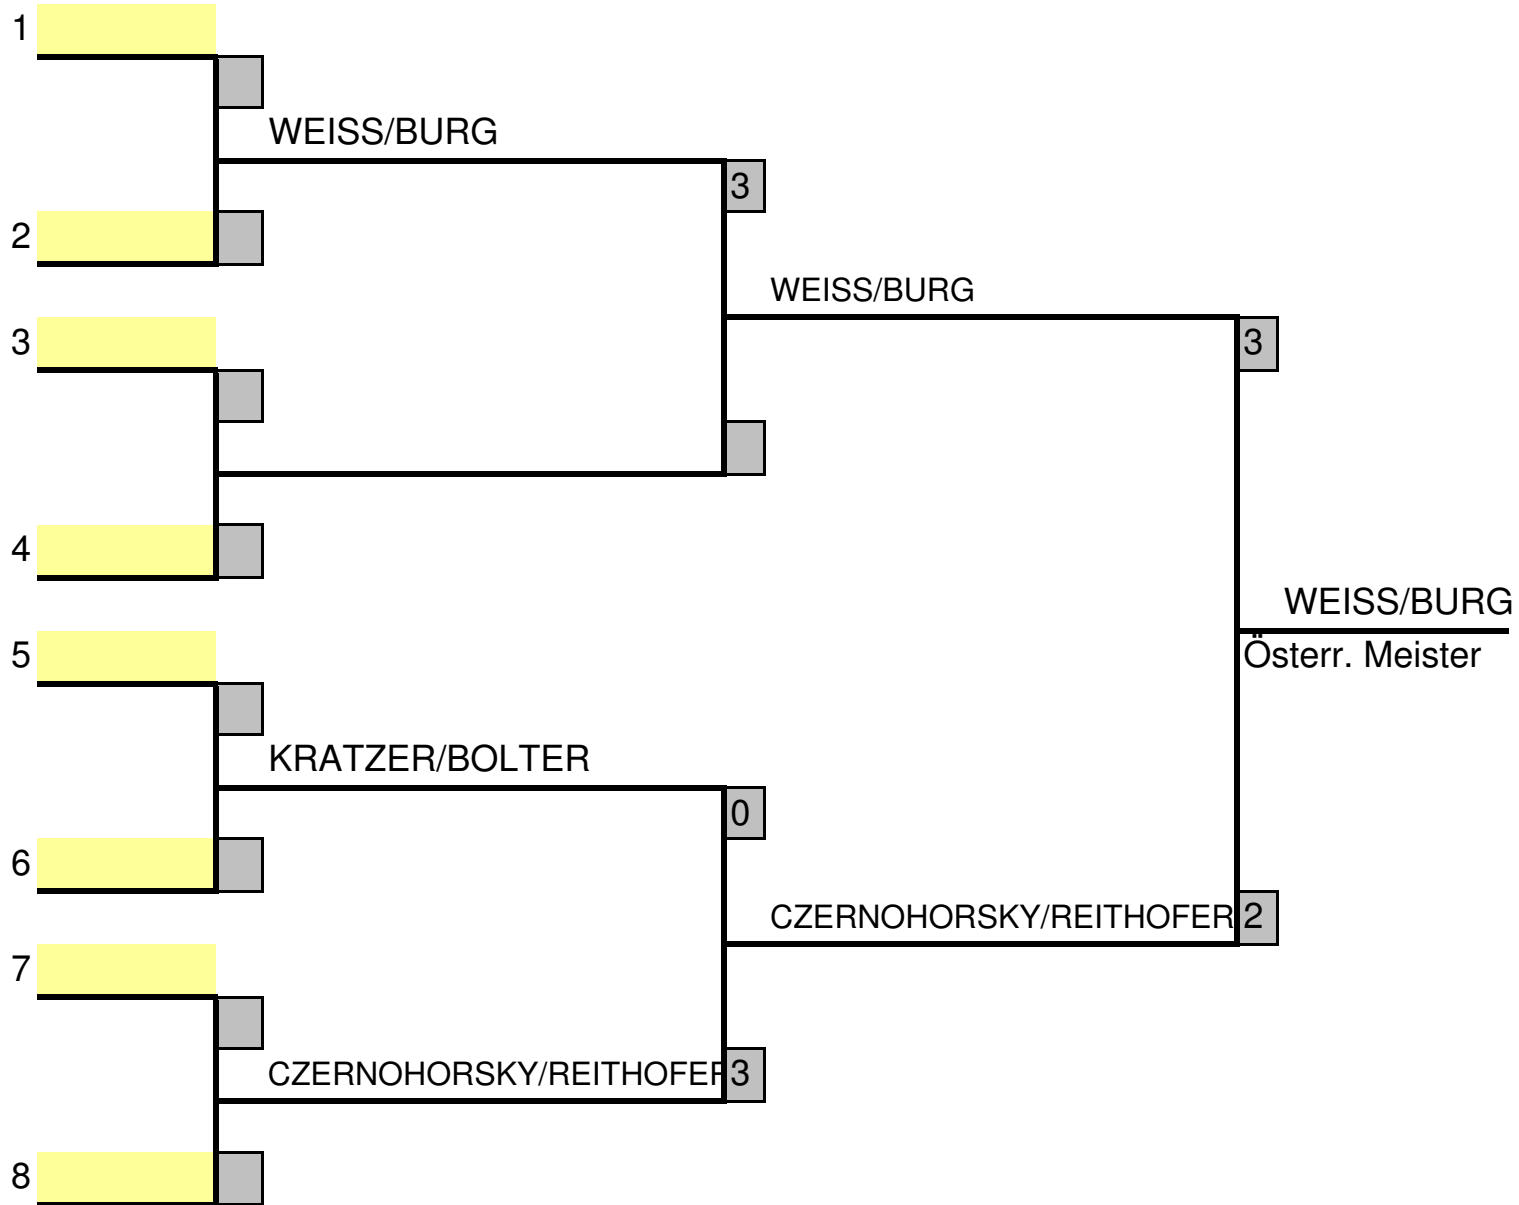 1
WEISS/BURG
3
2
WEISS/BURG
3
3
4
WEISS/BURG
Österr. Meister
5
KRATZER/BOLTER
0
6
CZERNOHORSKY/REITHOFER 2
7
CZERNOHORSKY/REITHOFER 3
8